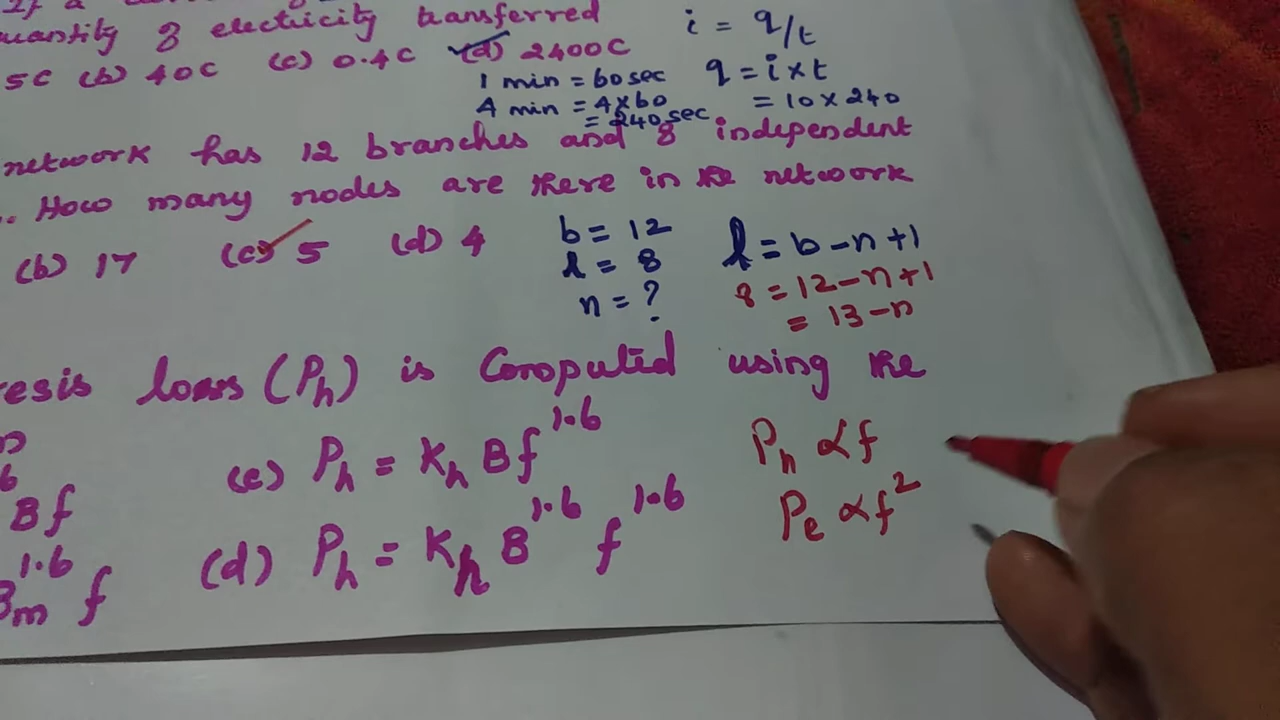 quantity of electricity transferred
5C (b) 40C (c) 0.4C (d) 2400C
i = q/t
1 min = 60 sec
q = i × t
4 min = 4×60
= 240 sec
= 10 × 240
network has 12 branches and 8 independent
.. How many nodes are there in the network
(b) 17 (c) 5 (d) 4
b = 12
l = 8
n = ?
l = b - n + 1
8 = 12 - n + 1
= 13 - n
resis loss (Ph) is Computed using the
(c) Ph = Kh Bf^1.6
Bf
(d) Ph = Kh B^1.6 f^1.6
Bm^1.6 f
Ph ∝ f
Pe ∝ f²